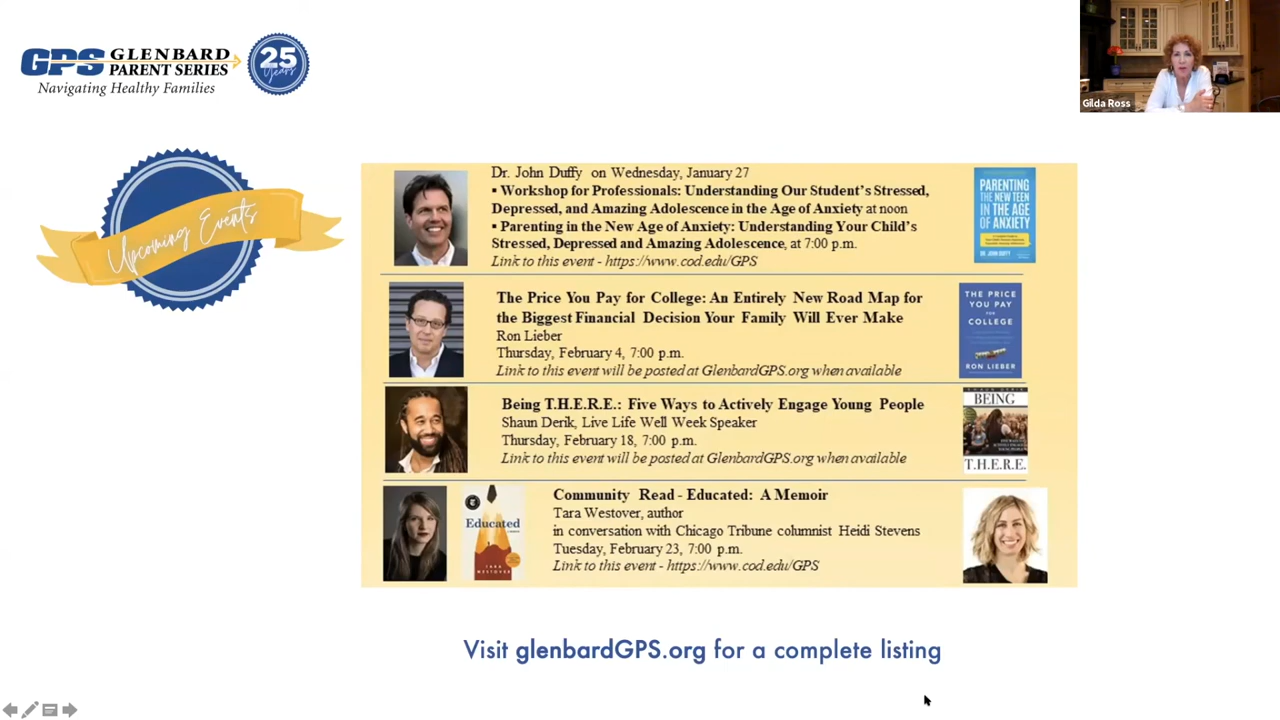 GPS GLENBARD
PARENT SERIES
Navigating Healthy Families
25
Years
Gilda Ross
Upcoming Events
Dr. John Duffy on Wednesday, January 27
▪ Workshop for Professionals: Understanding Our Student's Stressed,
Depressed, and Amazing Adolescence in the Age of Anxiety at noon
▪ Parenting in the New Age of Anxiety: Understanding Your Child's
Stressed, Depressed and Amazing Adolescence, at 7:00 p.m.
Link to this event - https://www.cod.edu/GPS
PARENTING
THE NEW TEEN
IN THE AGE
OF ANXIETY
DR. JOHN DUFFY
The Price You Pay for College: An Entirely New Road Map for
the Biggest Financial Decision Your Family Will Ever Make
Ron Lieber
Thursday, February 4, 7:00 p.m.
Link to this event will be posted at GlenbardGPS.org when available
THE PRICE
YOU PAY
FOR
COLLEGE
RON LIEBER
Being T.H.E.R.E.: Five Ways to Actively Engage Young People
Shaun Derik, Live Life Well Week Speaker
Thursday, February 18, 7:00 p.m.
Link to this event will be posted at GlenbardGPS.org when available
SHAUN DERIK
BEING
T.H.E.R.E.
Educated
TARA WESTOVER
Community Read - Educated: A Memoir
Tara Westover, author
in conversation with Chicago Tribune columnist Heidi Stevens
Tuesday, February 23, 7:00 p.m.
Link to this event - https://www.cod.edu/GPS
Visit glenbardGPS.org for a complete listing